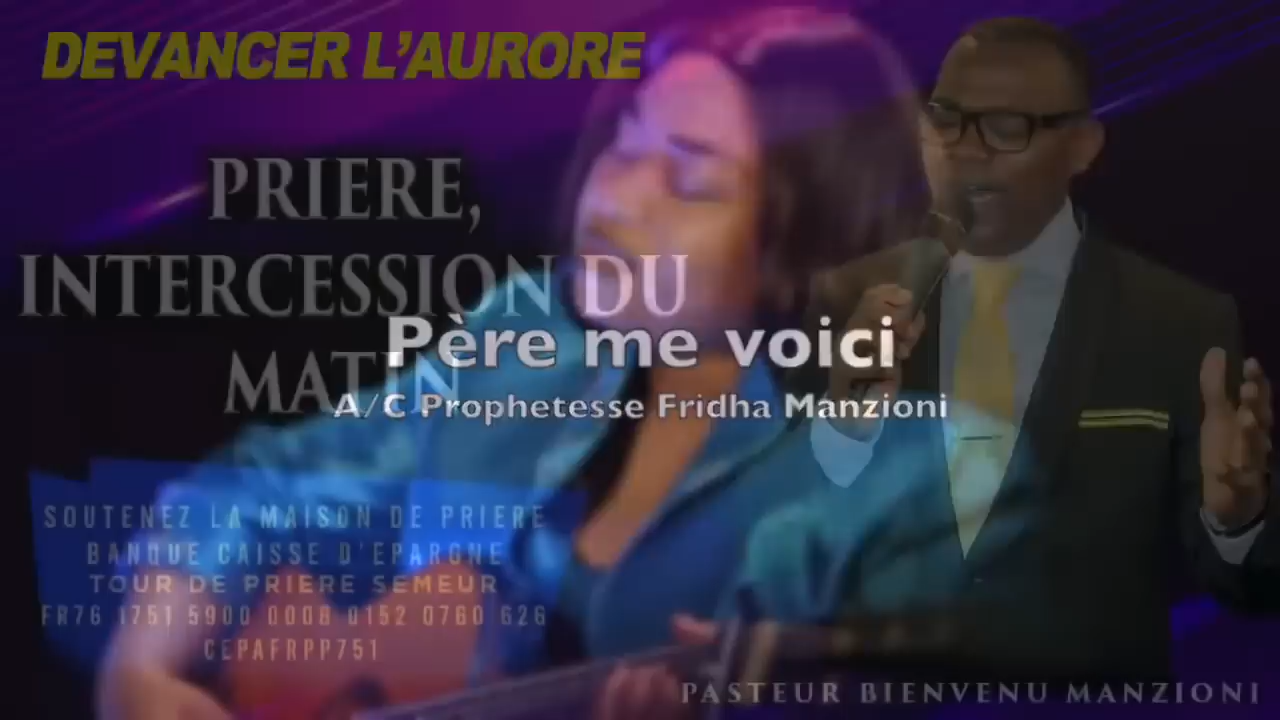 DEVANCER L'AURORE
PRIERE,
INTERCESSION DU
MATIN
Père me voici
A/C Prophetesse Fridha Manzioni
SOUTENEZ LA MAISON DE PRIERE
BANQUE CAISSE D'EPARGNE
TOUR DE PRIERE SEMEUR
FR76 1751 5900 0008 0152 0760 626
CEPAFRPP751
PASTEUR BIENVENU MANZIONI